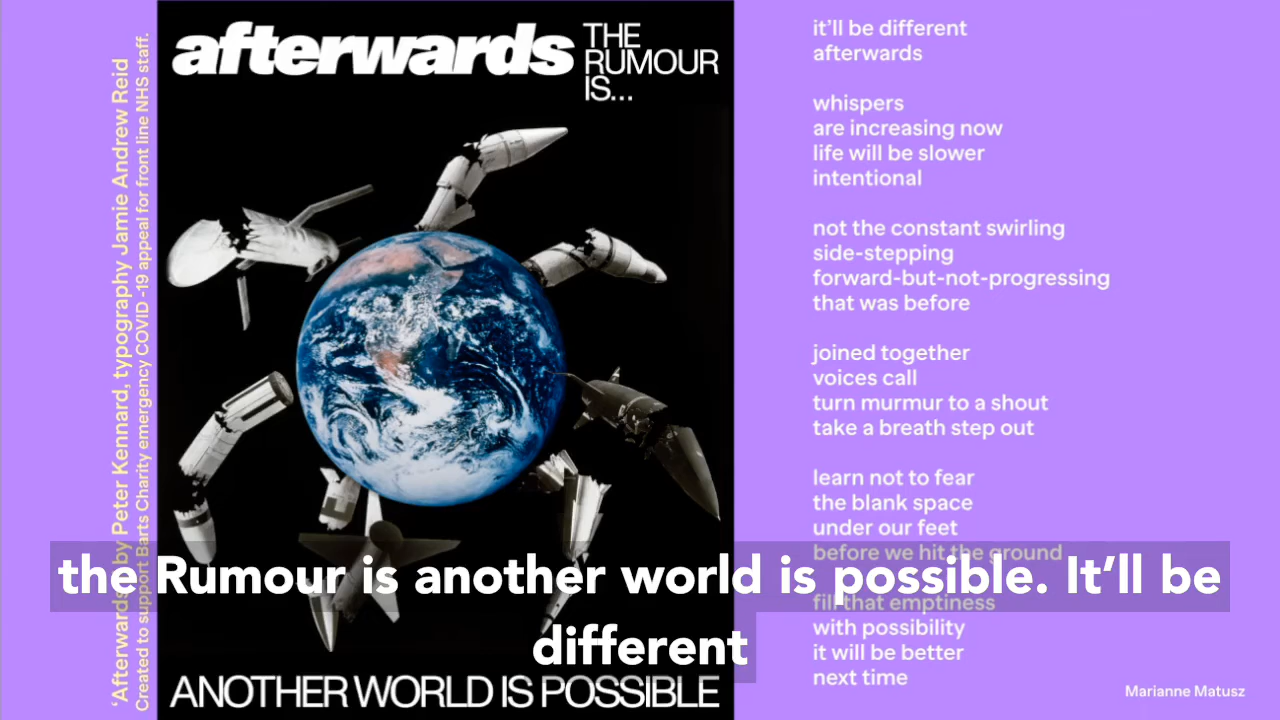 'Afterwards' by Peter Kennard, typography Jamie Andrew Reid
Created to support Barts Charity emergency COVID -19 appeal for front line NHS staff.
afterwards
THE
RUMOUR
IS...
ANOTHER WORLD IS POSSIBLE
it'll be different
afterwards
whispers
are increasing now
life will be slower
intentional
not the constant swirling
side-stepping
forward-but-not-progressing
that was before
joined together
voices call
turn murmur to a shout
take a breath step out
learn not to fear
the blank space
under our feet
before we hit the ground
fill that emptiness
with possibility
it will be better
next time
Marianne Matusz
the Rumour is another world is possible. It’ll be
different